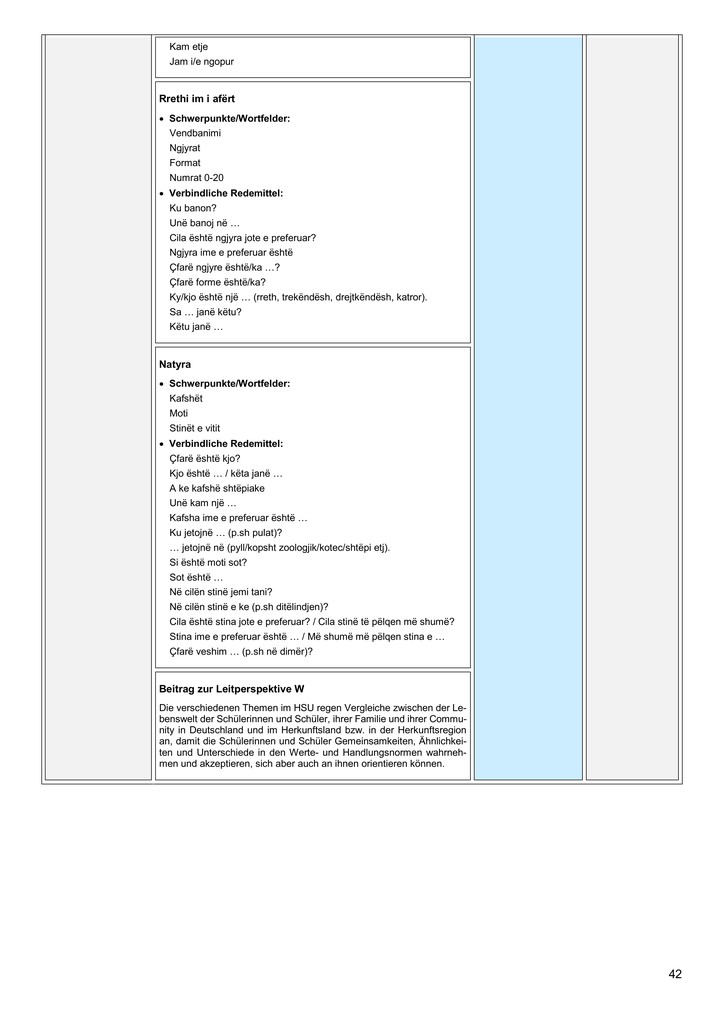 Kam etje
Jam i/e ngopur
Rrethi im i afërt
• Schwerpunkte/Wortfelder:
Vendbanimi
Ngjyrat
Format
Numrat 0-20
• Verbindliche Redemittel:
Ku banon?
Unë banoj në …
Cila është ngjyra jote e preferuar?
Ngjyra ime e preferuar është
Çfarë ngjyre është/ka …?
Çfarë forme është/ka?
Ky/kjo është një … (rreth, trekëndësh, drejtkëndësh, katror).
Sa … janë këtu?
Këtu janë …
Natyra
• Schwerpunkte/Wortfelder:
Kafshët
Moti
Stinët e vitit
• Verbindliche Redemittel:
Çfarë është kjo?
Kjo është … / këta janë …
A ke kafshë shtëpiake
Unë kam një …
Kafsha ime e preferuar është …
Ku jetojnë … (p.sh pulat)?
… jetojnë në (pyll/kopsht zoologjik/kotec/shtëpi etj).
Si është moti sot?
Sot është …
Në cilën stinë jemi tani?
Në cilën stinë e ke (p.sh ditëlindjen)?
Cila është stina jote e preferuar? / Cila stinë të pëlqen më shumë?
Stina ime e preferuar është … / Më shumë më pëlqen stina e …
Çfarë veshim … (p.sh në dimër)?
Beitrag zur Leitperspektive W
Die verschiedenen Themen im HSU regen Vergleiche zwischen der Le-
benswelt der Schülerinnen und Schüler, ihrer Familie und ihrer Commu-
nity in Deutschland und im Herkunftsland bzw. in der Herkunftsregion
an, damit die Schülerinnen und Schüler Gemeinsamkeiten, Ähnlichkei-
ten und Unterschiede in den Werte- und Handlungsnormen wahrneh-
men und akzeptieren, sich aber auch an ihnen orientieren können.
42